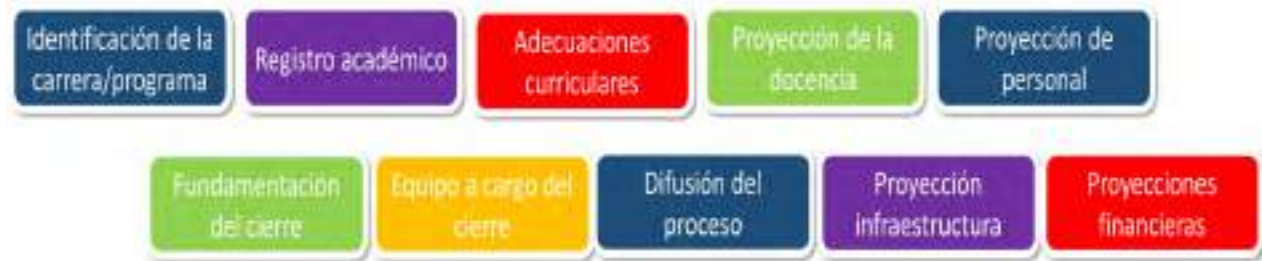 Identificación de la
carrera/programa
Registro académico
Adecuaciones
curriculares
Proyección de la
docencia
Proyección de
personal
Fundamentación
del cierre
Equipo a cargo del
cierre
Difusión del
proceso
Proyección
infraestructura
Proyecciones
financieras